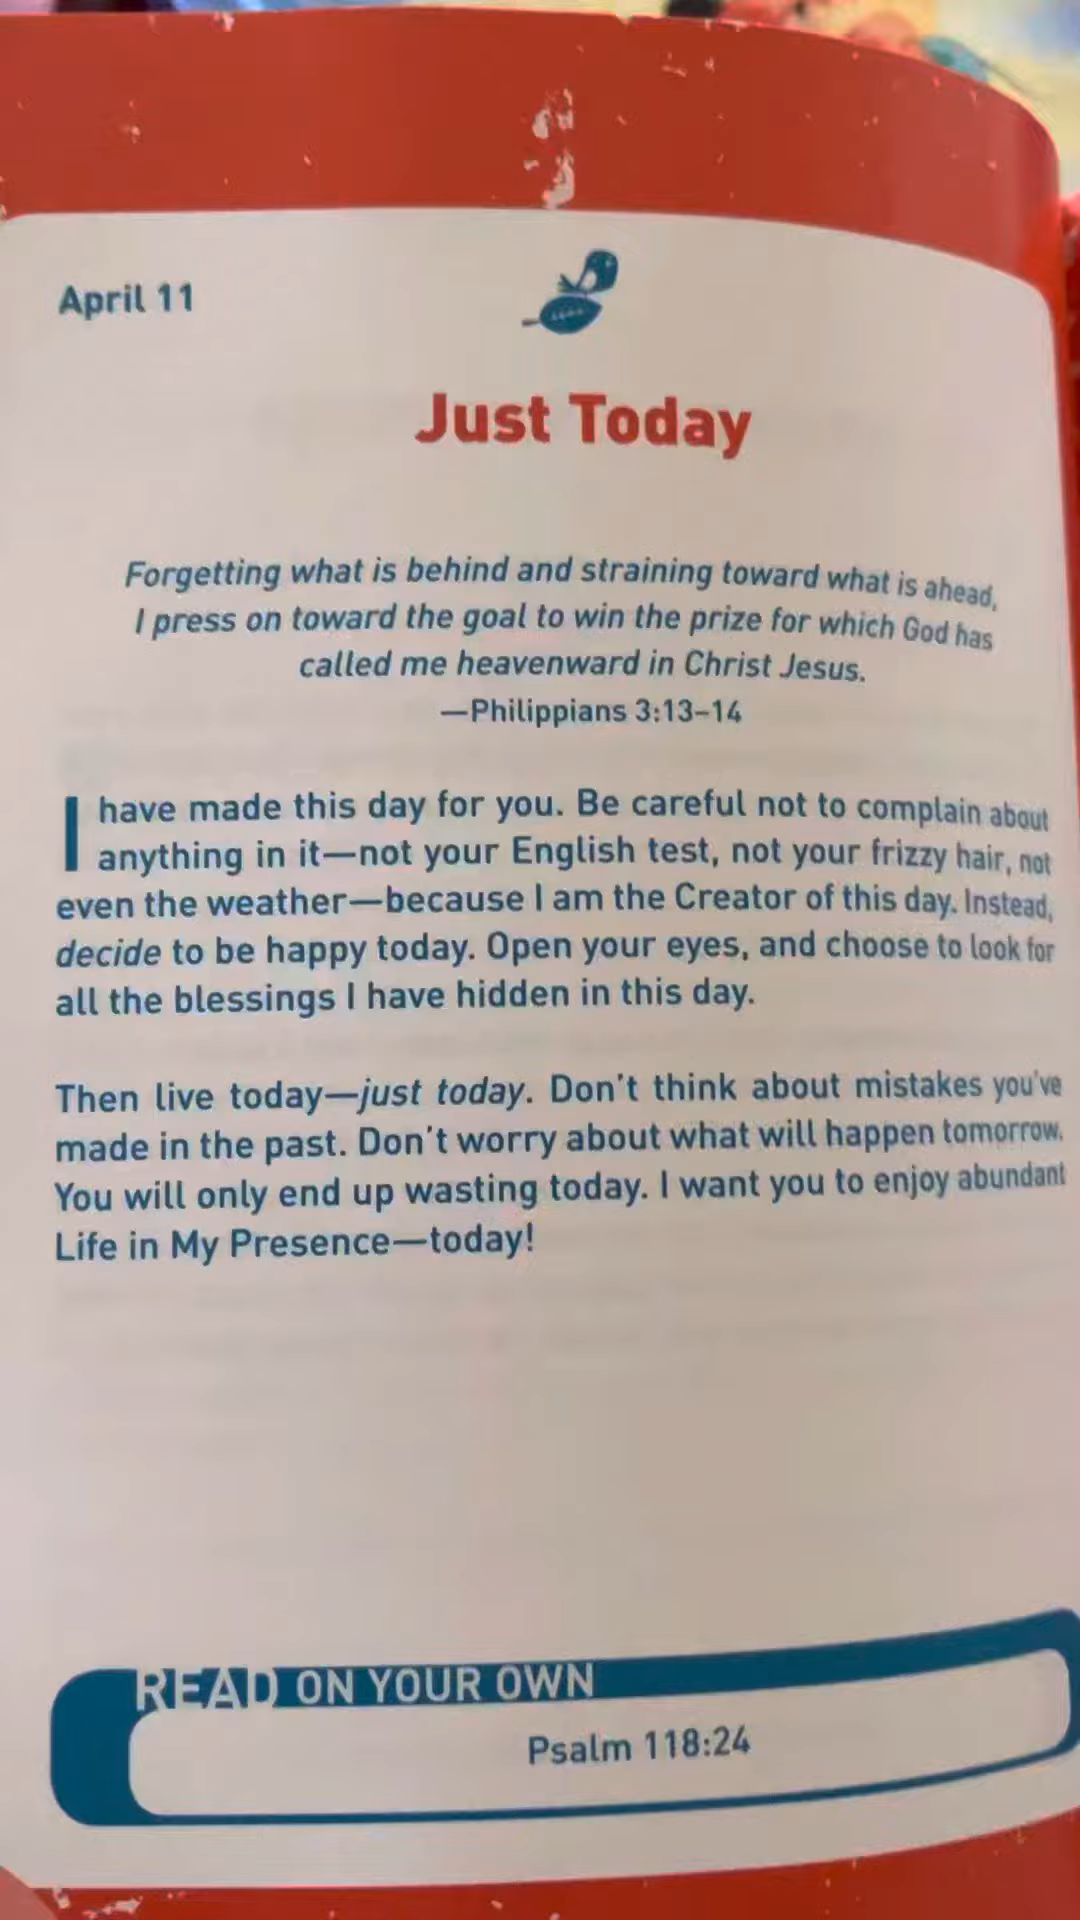 April 11
Just Today
Forgetting what is behind and straining toward what is ahead,
I press on toward the goal to win the prize for which God has
called me heavenward in Christ Jesus.
—Philippians 3:13–14
I have made this day for you. Be careful not to complain about
anything in it—not your English test, not your frizzy hair, not
even the weather—because I am the Creator of this day. Instead,
decide to be happy today. Open your eyes, and choose to look for
all the blessings I have hidden in this day.
Then live today—just today. Don't think about mistakes you've
made in the past. Don't worry about what will happen tomorrow.
You will only end up wasting today. I want you to enjoy abundant
Life in My Presence—today!
READ ON YOUR OWN
Psalm 118:24